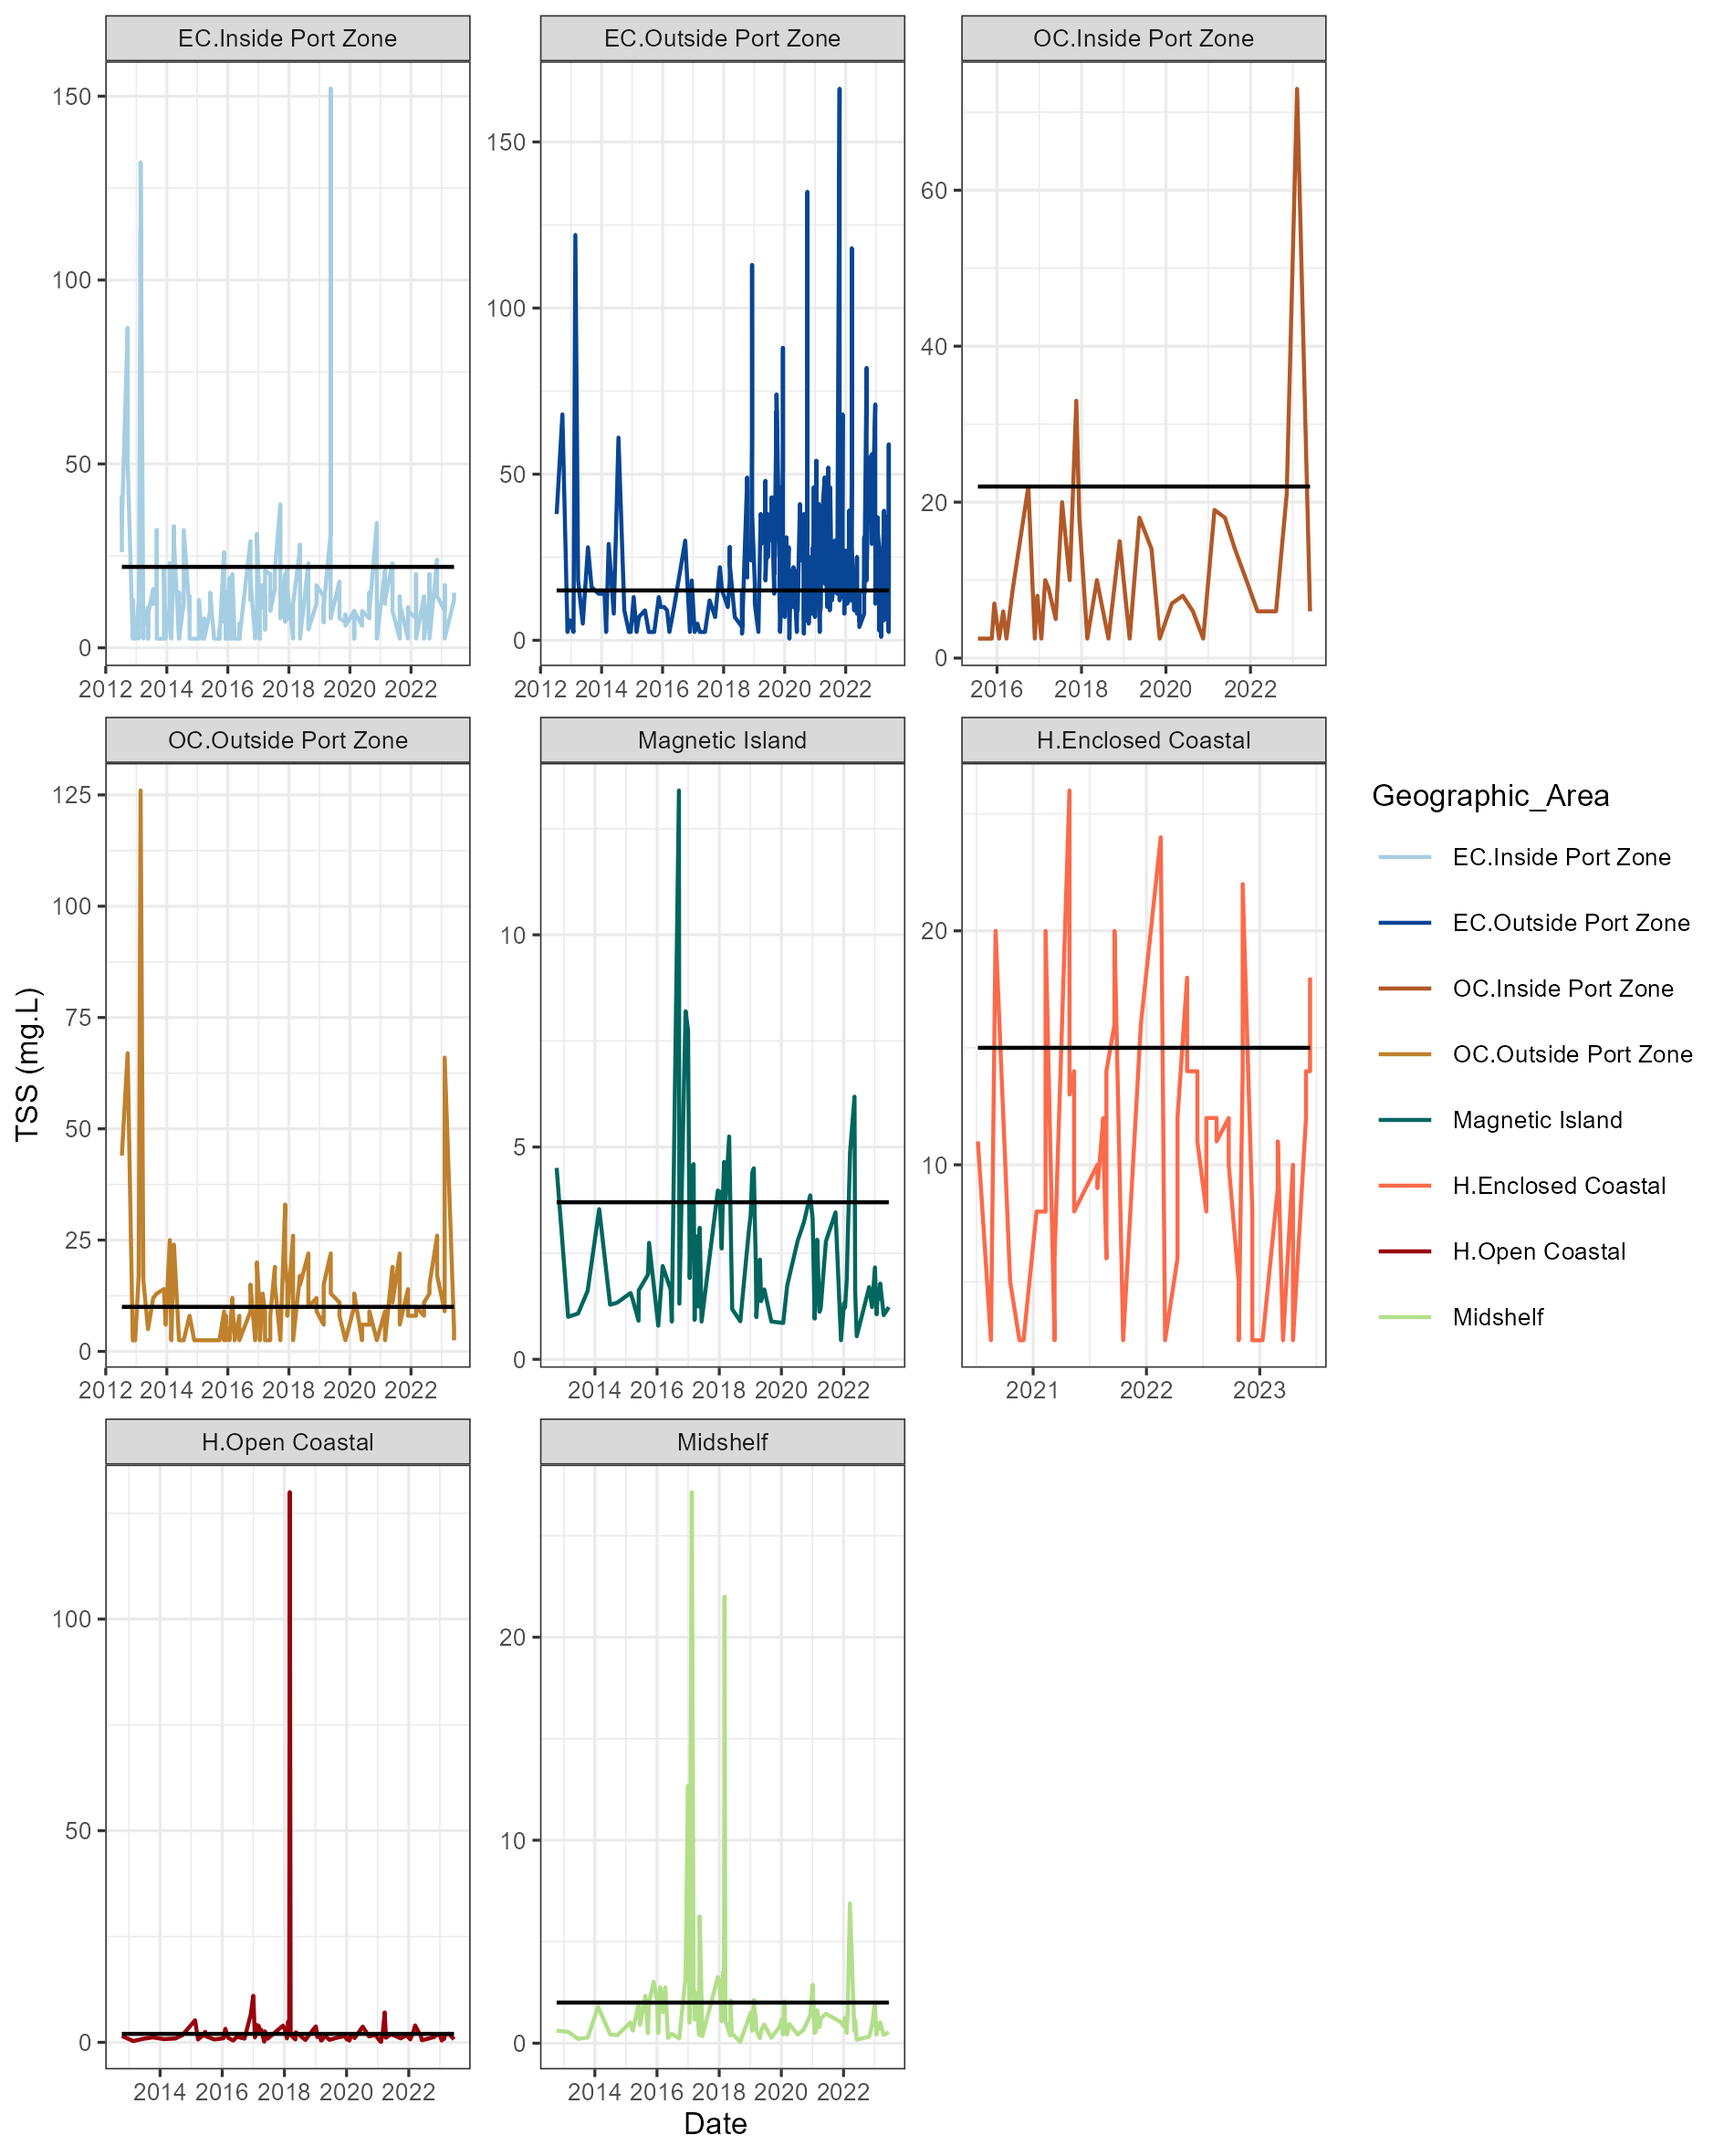 EC.Inside Port Zone
EC.Outside Port Zone
OC.Inside Port Zone
150
100
50
0
150
100
50
0
60
40
20
0
2012 2014 2016 2018 2020 2022
2012 2014 2016 2018 2020 2022
2016 2018 2020 2022
OC.Outside Port Zone
Magnetic Island
H.Enclosed Coastal
125
100
75
50
25
0
10
5
0
20
10
2012 2014 2016 2018 2020 2022
2014 2016 2018 2020 2022
2021 2022 2023
H.Open Coastal
Midshelf
100
50
0
20
10
0
2014 2016 2018 2020 2022
2014 2016 2018 2020 2022
TSS (mg.L)
Date
Geographic_Area
EC.Inside Port Zone
EC.Outside Port Zone
OC.Inside Port Zone
OC.Outside Port Zone
Magnetic Island
H.Enclosed Coastal
H.Open Coastal
Midshelf